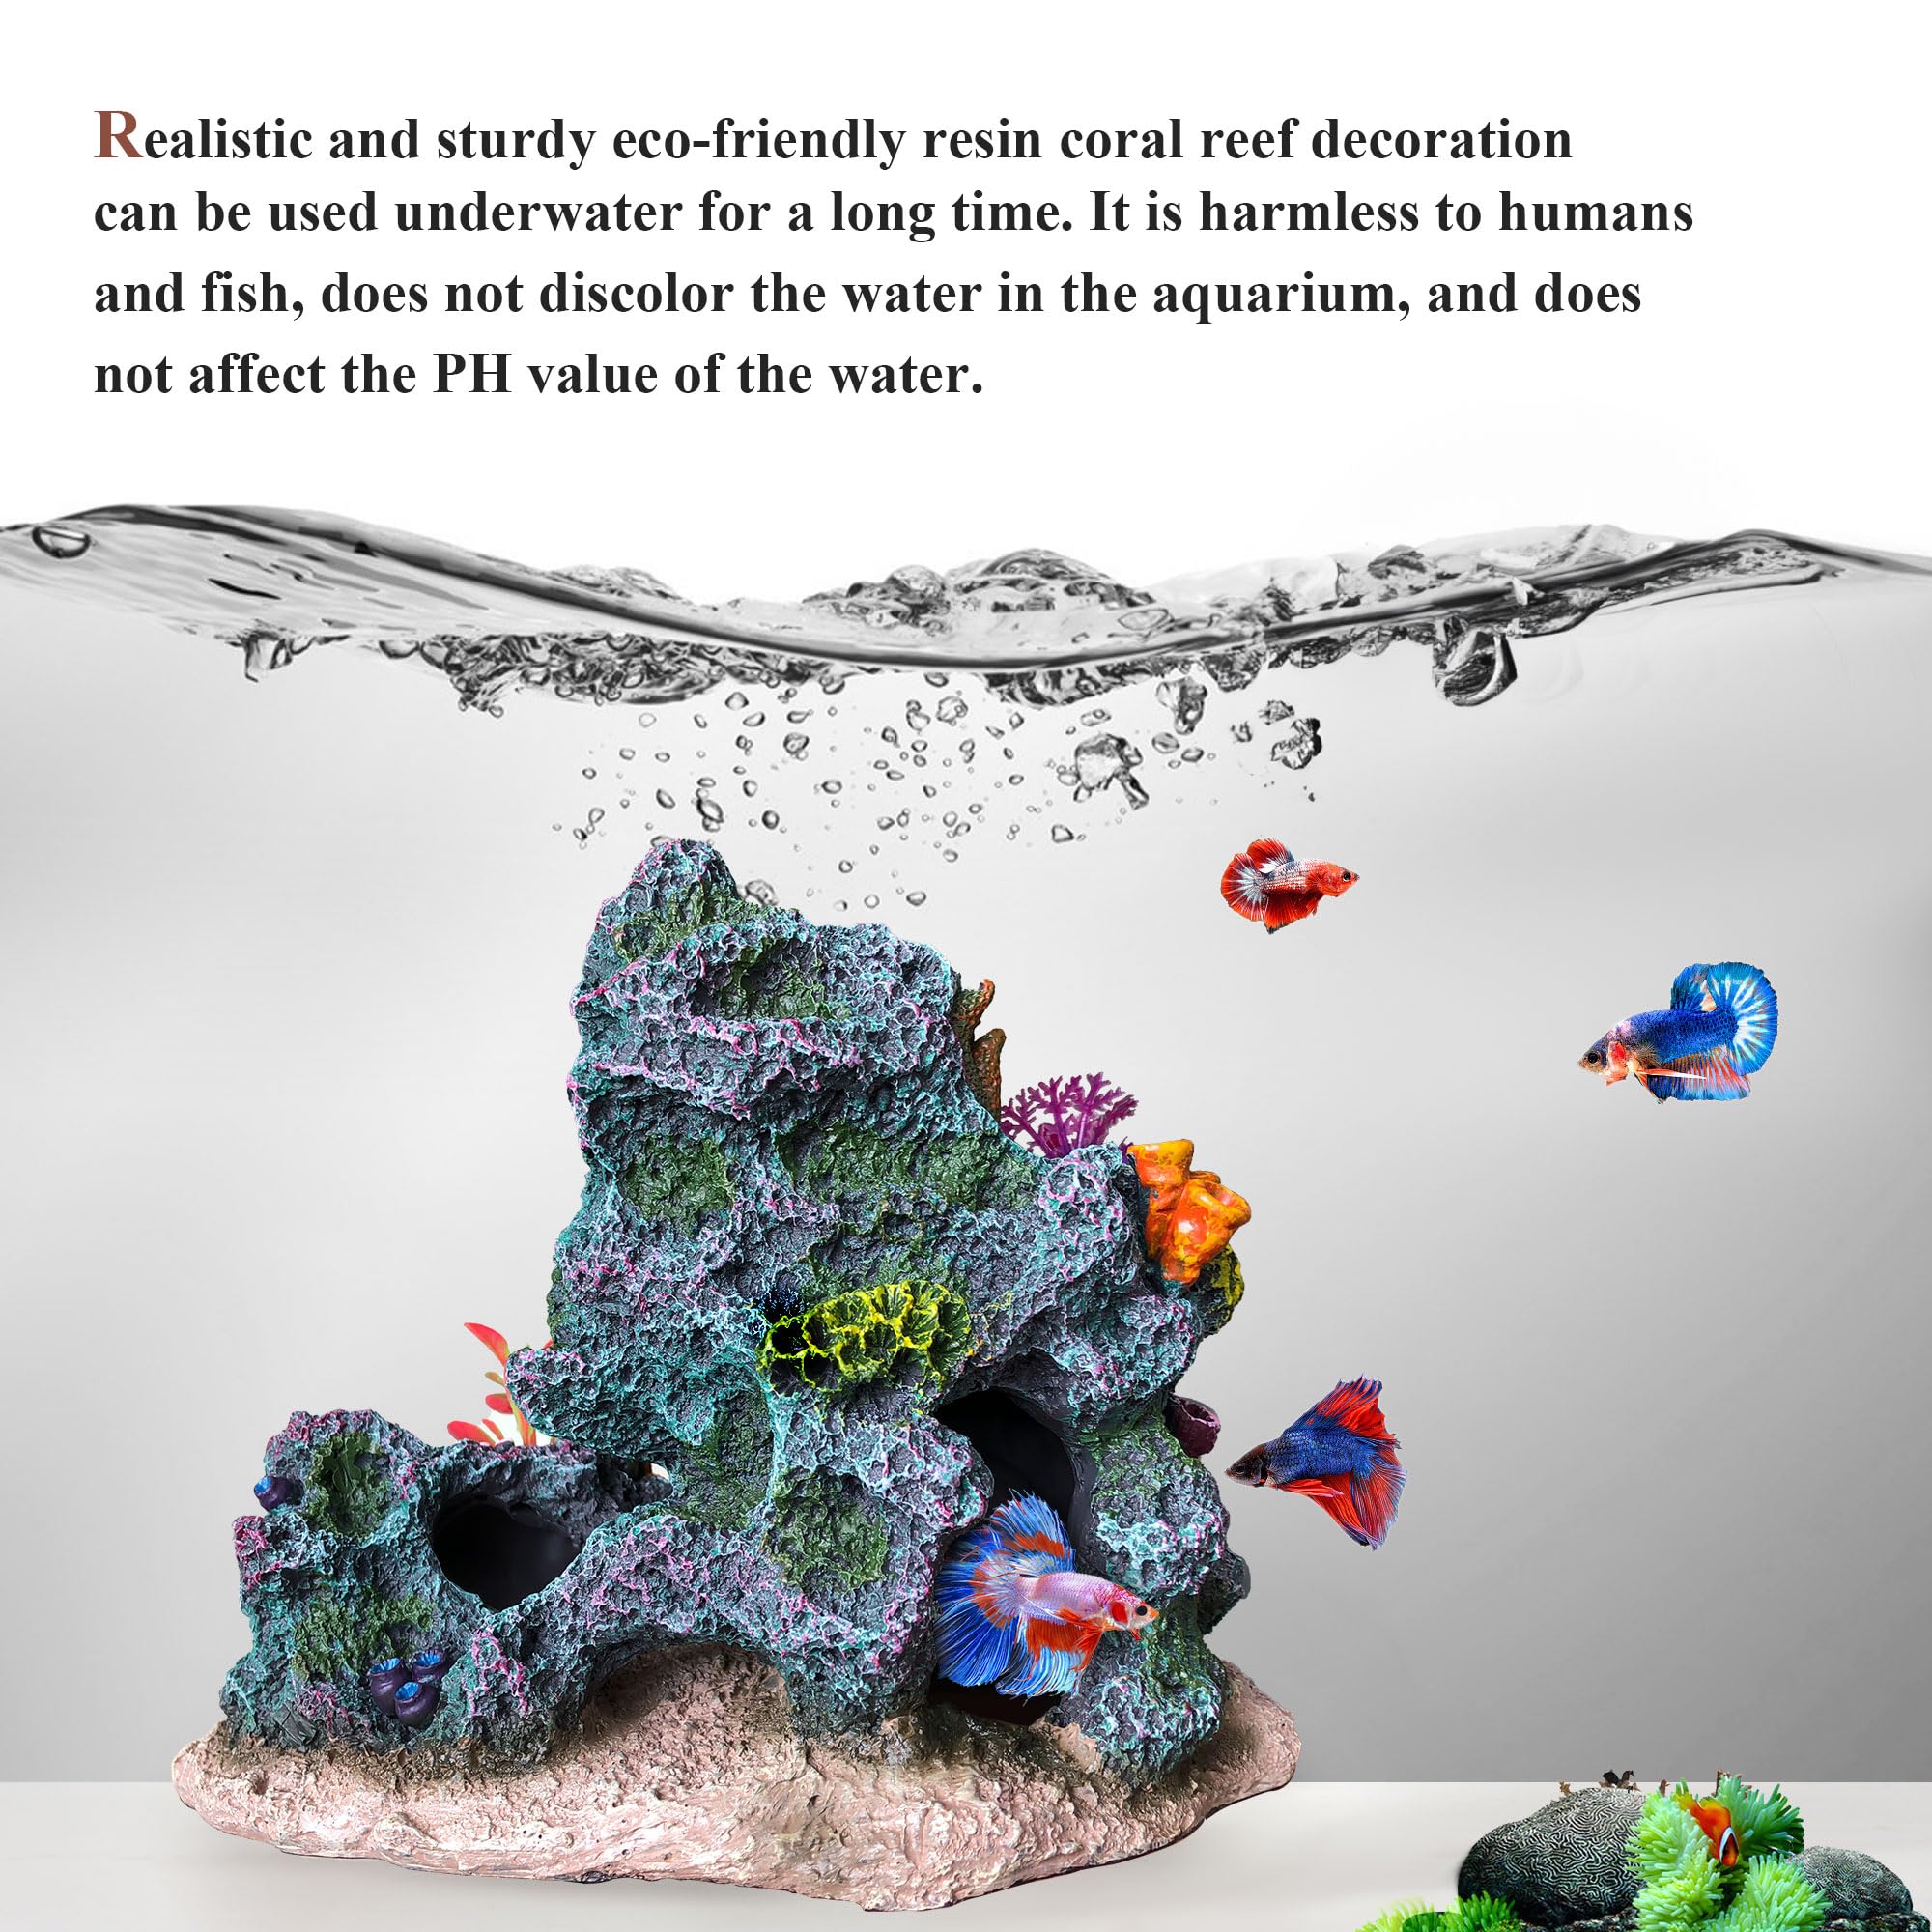 Realistic and sturdy eco-friendly resin coral reef decoration
can be used underwater for a long time. It is harmless to humans
and fish, does not discolor the water in the aquarium, and does
not affect the PH value of the water.